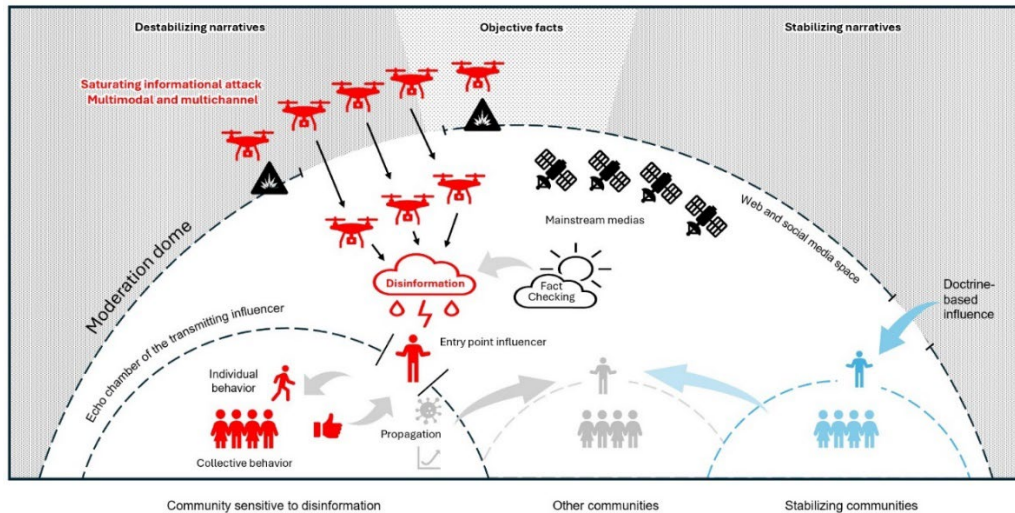 Destabilizing narratives
Objective facts
Stabilizing narratives
Saturating informational attack
Multimodal and multichannel
Moderation dome
Mainstream medias
Web and social media space
Disinformation
Fact
Checking
Doctrine-
based
influence
Echo chamber of the transmitting influencer
Entry point influencer
Individual
behavior
Propagation
Collective behavior
Community sensitive to disinformation
Other communities
Stabilizing communities